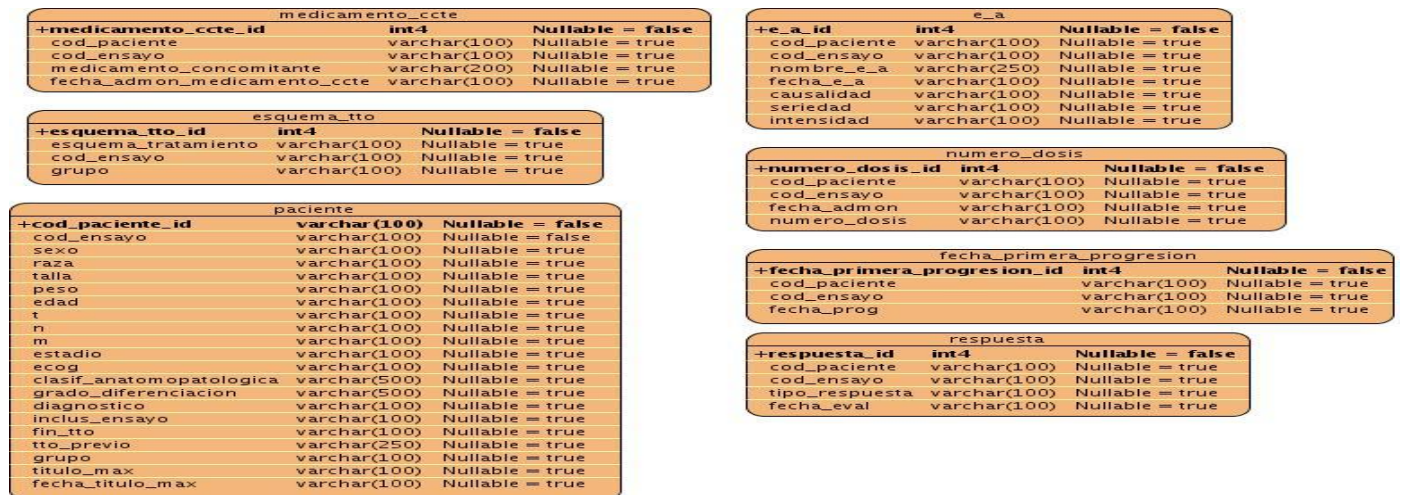 medicamento_ccte
+medicamento_ccte_id int4 Nullable = false
cod_paciente varchar(100) Nullable = true
cod_ensayo varchar(100) Nullable = true
medicamento_concomitante varchar(200) Nullable = true
fecha_admon_medicamento_ccte varchar(100) Nullable = true
esquema_tto
+esquema_tto_id int4 Nullable = false
esquema_tratamiento varchar(100) Nullable = true
cod_ensayo varchar(100) Nullable = true
grupo varchar(100) Nullable = true
paciente
+cod_paciente_id varchar(100) Nullable = false
cod_ensayo varchar(100) Nullable = false
sexo varchar(100) Nullable = true
raza varchar(100) Nullable = true
talla varchar(100) Nullable = true
peso varchar(100) Nullable = true
edad varchar(100) Nullable = true
t varchar(100) Nullable = true
n varchar(100) Nullable = true
m varchar(100) Nullable = true
estadio varchar(100) Nullable = true
ecog varchar(100) Nullable = true
clasif_anatomopatologica varchar(500) Nullable = true
grado_diferenciacion varchar(500) Nullable = true
diagnostico varchar(100) Nullable = true
inclus_ensayo varchar(100) Nullable = true
fin_tto varchar(100) Nullable = true
tto_previo varchar(250) Nullable = true
grupo varchar(100) Nullable = true
titulo_max varchar(100) Nullable = true
fecha_titulo_max varchar(100) Nullable = true
e_a
+e_a_id int4 Nullable = false
cod_paciente varchar(100) Nullable = true
cod_ensayo varchar(100) Nullable = true
nombre_e_a varchar(250) Nullable = true
fecha_e_a varchar(100) Nullable = true
causalidad varchar(100) Nullable = true
seriedad varchar(100) Nullable = true
intensidad varchar(100) Nullable = true
numero_dosis
+numero_dosis_id int4 Nullable = false
cod_paciente varchar(100) Nullable = true
cod_ensayo varchar(100) Nullable = true
fecha_admon varchar(100) Nullable = true
numero_dosis varchar(100) Nullable = true
fecha_primera_progresion
+fecha_primera_progresion_id int4 Nullable = false
cod_paciente varchar(100) Nullable = true
cod_ensayo varchar(100) Nullable = true
fecha_prog varchar(100) Nullable = true
respuesta
+respuesta_id int4 Nullable = false
cod_paciente varchar(100) Nullable = true
cod_ensayo varchar(100) Nullable = true
tipo_respuesta varchar(100) Nullable = true
fecha_eval varchar(100) Nullable = true